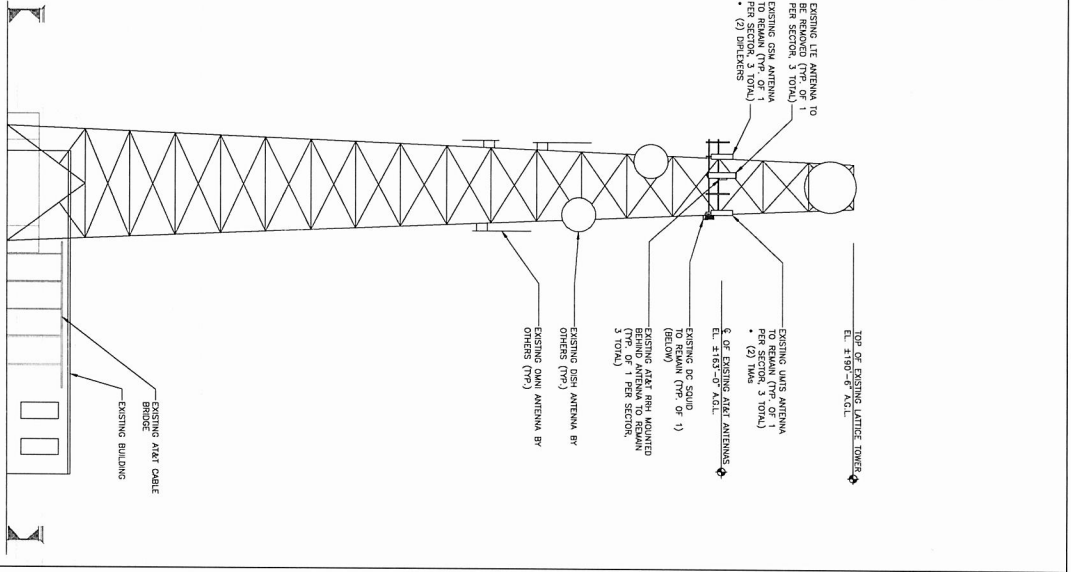 EXISTING LTE ANTENNA TO
BE REMOVED (TYP. OF 1
PER SECTOR, 3 TOTAL)
EXISTING GSM ANTENNA
TO REMAIN (TYP. OF 1
PER SECTOR, 3 TOTAL)
• (2) DIPLEXERS
TOP OF EXISTING LATTICE TOWER
EL. ±190'-6" A.G.L.
EXISTING UMTS ANTENNA
TO REMAIN (TYP. OF 1
PER SECTOR, 3 TOTAL)
• (2) TMAs
℄ OF EXISTING AT&T ANTENNAS
EL. ±163'-0" A.G.L.
EXISTING DC SQUID
TO REMAIN (TYP. OF 1)
(BELOW)
EXISTING AT&T RRH MOUNTED
BEHIND ANTENNA TO REMAIN
(TYP. OF 1 PER SECTOR,
3 TOTAL)
EXISTING DISH ANTENNA BY
OTHERS (TYP.)
EXISTING OMNI ANTENNA BY
OTHERS (TYP.)
EXISTING AT&T CABLE
BRIDGE
EXISTING BUILDING